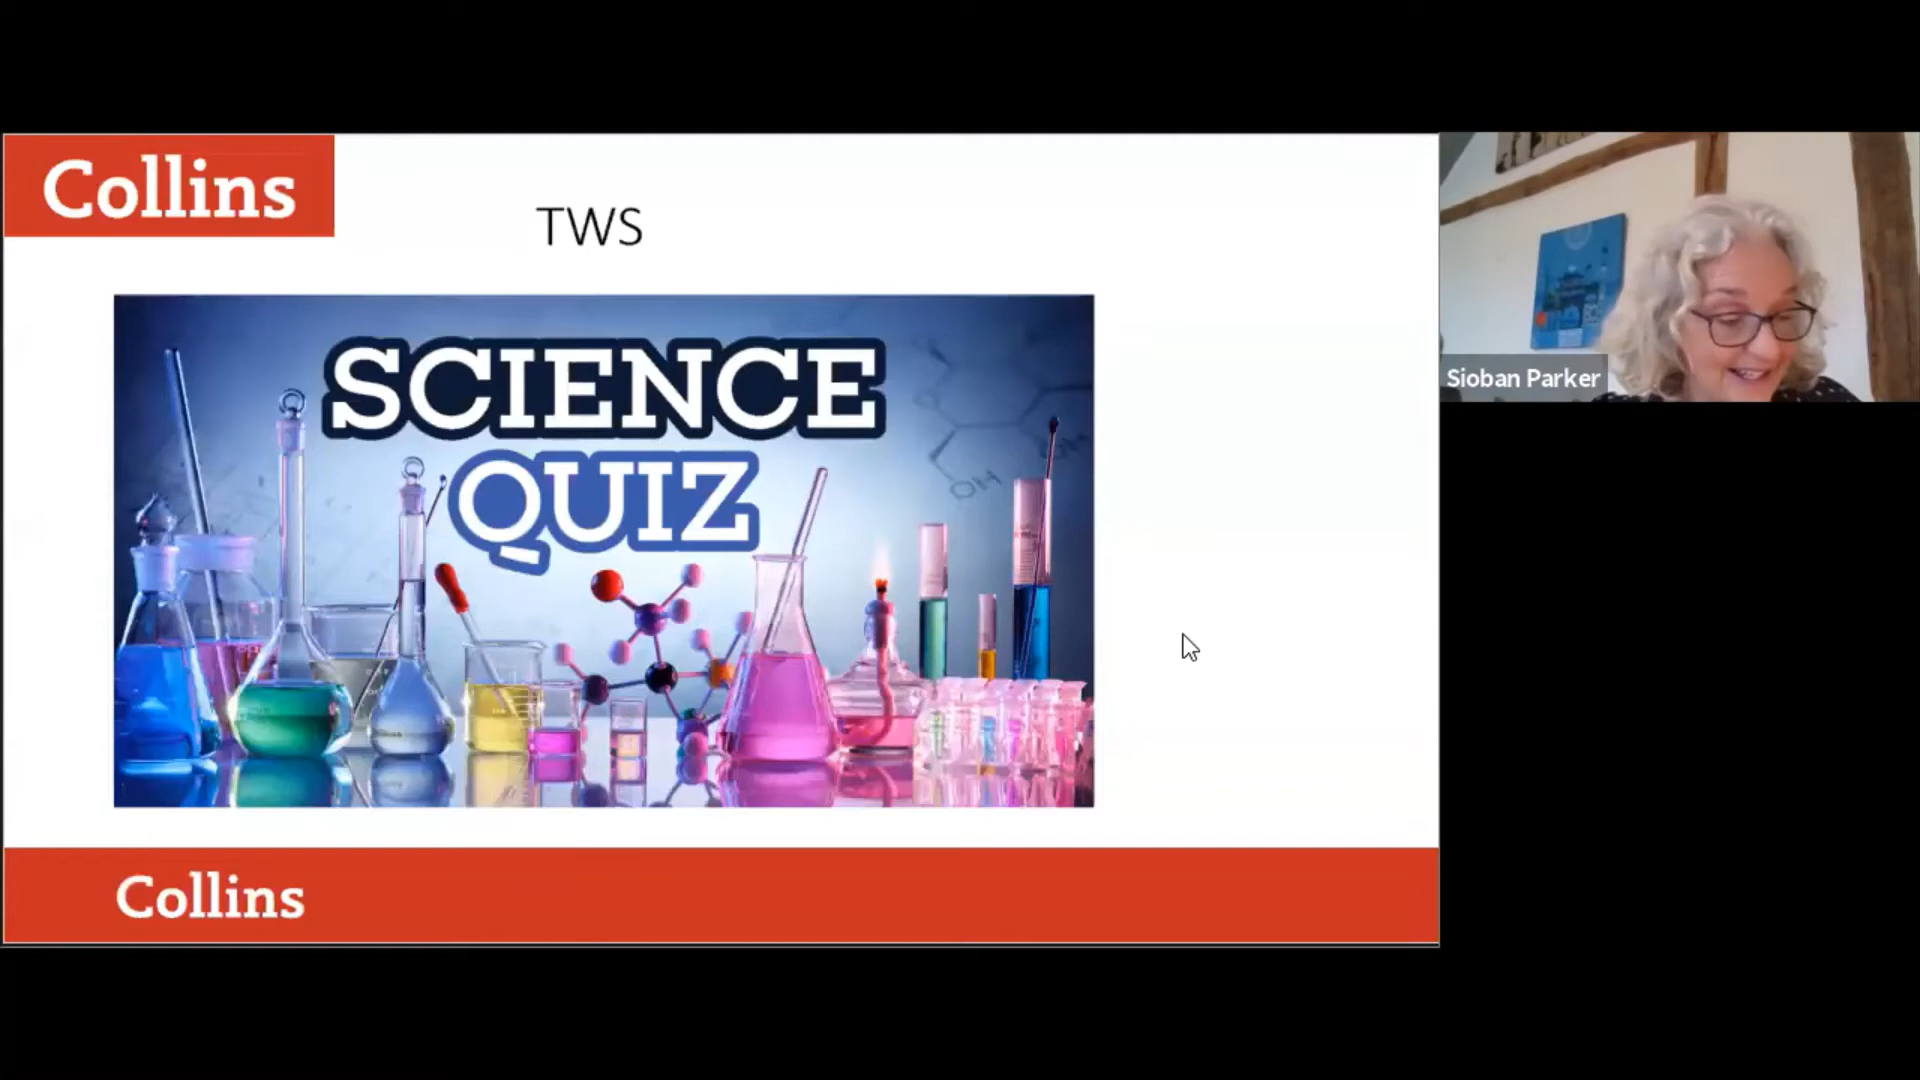 Collins
TWS
SCIENCE
QUIZ
OH
Sioban Parker
Collins